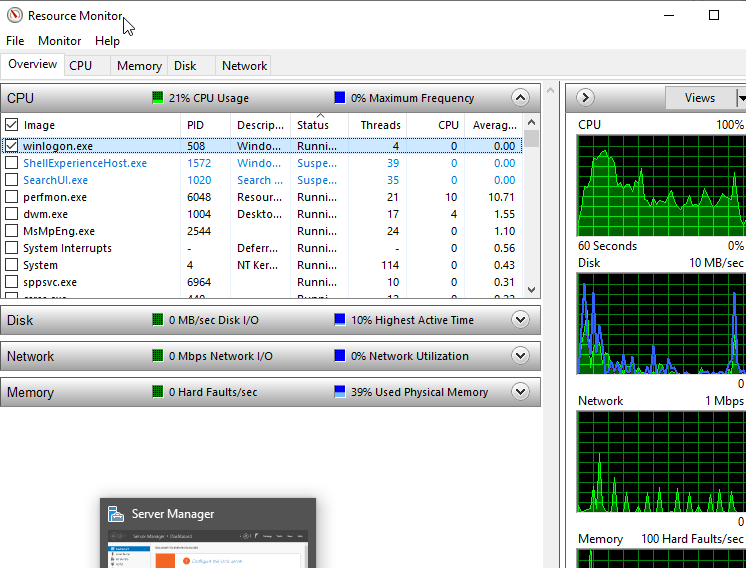 Resource Monitor
File Monitor Help
Overview CPU Memory Disk Network
CPU 21% CPU Usage 0% Maximum Frequency
Image PID Descrip... Status Threads CPU Averag...
winlogon.exe 508 Windo... Runni... 4 0 0.00
ShellExperienceHost.exe 1572 Windo... Suspe... 39 0 0.00
SearchUI.exe 1020 Search ... Suspe... 35 0 0.00
perfmon.exe 6048 Resour... Runni... 21 10 10.71
dwm.exe 1004 Deskto... Runni... 17 4 1.55
MsMpEng.exe 2544 Runni... 24 0 1.10
System Interrupts - Deferr... Runni... - 0 0.56
System 4 NT Ker... Runni... 114 0 0.43
sppsvc.exe 6964 Runni... 10 0 0.31
Disk 0 MB/sec Disk I/O 10% Highest Active Time
Network 0 Mbps Network I/O 0% Network Utilization
Memory 0 Hard Faults/sec 39% Used Physical Memory
Views
CPU 100%
60 Seconds 0%
Disk 10 MB/sec
0
Network 1 Mbps
0
Memory 100 Hard Faults/sec
Server Manager